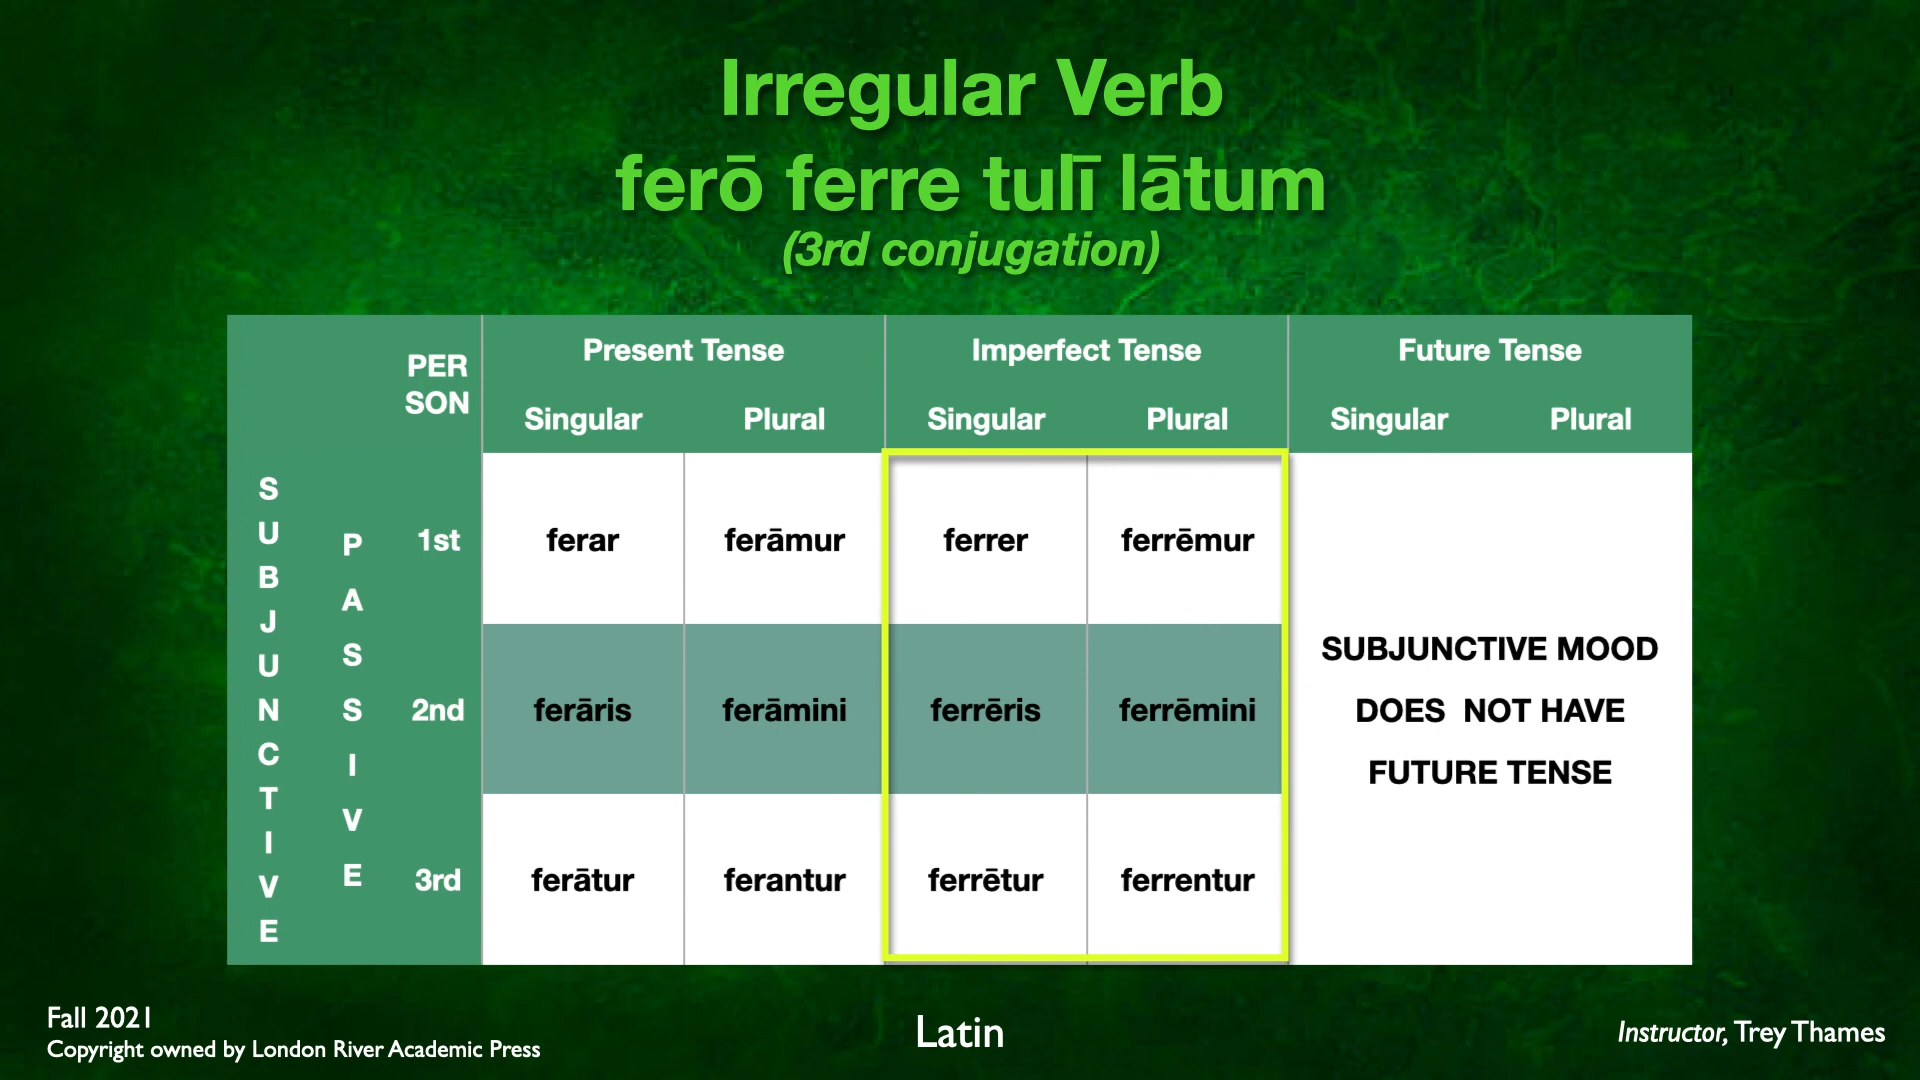 Irregular Verb
ferō ferre tulī lātum
(3rd conjugation)
PER
SON
Present Tense
Imperfect Tense
Future Tense
Singular Plural Singular Plural Singular Plural
SUBJUNCTIVE
PASSIVE
1st ferar ferāmur ferrer ferrēmur
2nd ferāris ferāmini ferrēris ferrēmini
3rd ferātur ferantur ferrētur ferrentur
SUBJUNCTIVE MOOD
DOES NOT HAVE
FUTURE TENSE
Fall 2021
Copyright owned by London River Academic Press
Latin
Instructor, Trey Thames